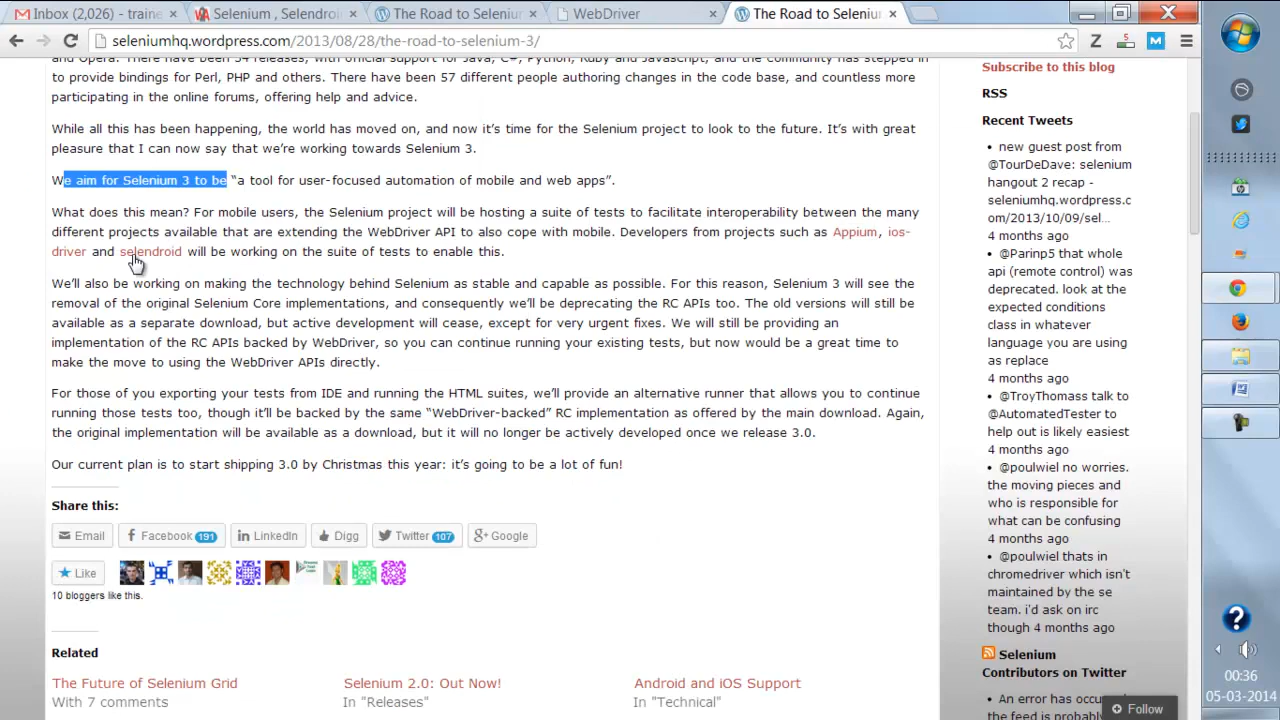 Inbox (2,026) - traine
Selenium , Selendroi
The Road to Seleniu
WebDriver
The Road to Seleniu
seleniumhq.wordpress.com/2013/08/28/the-road-to-selenium-3/
and Opera. There have been 54 releases, with official support for Java, C#, Python, Ruby and Javascript, and the community has stepped in
to provide bindings for Perl, PHP and 0thers. There have been 57 different people authoring changes in the code base, and countless more
participating in the online forums, offering help and advice.
While all this has been happening, the world has moved on, and now it’s time for the Selenium project to look to the future. It’s with great
pleasure that I can now say that we’re working towards Selenium 3.
We aim for Selenium 3 to be “a tool for user-focused automation of mobile and web apps”.
What does this mean? For mobile users, the Selenium project will be hosting a suite of tests to facilitate interoperability between the many
different projects available that are extending the WebDriver API to also cope with mobile. Developers from projects such as Appium, ios-
driver and selendroid will be working on the suite of tests to enable this.
We’ll also be working on making the technology behind Selenium as stable and capable as possible. For this reason, Selenium 3 will see the
removal of the original Selenium Core implementations, and consequently we’ll be deprecating the RC APIs too. The old versions will still be
available as a separate download, but active development will cease, except for very urgent fixes. We will still be providing an
implementation of the RC APIs backed by WebDriver, so you can continue running your existing tests, but now would be a great time to
make the move to using the WebDriver APIs directly.
For those of you exporting your tests from IDE and running the HTML suites, we’ll provide an alternative runner that allows you to continue
running those tests too, though it’ll be backed by the same “WebDriver-backed” RC implementation as offered by the main download. Again,
the original implementation will be available as a download, but it will no longer be actively developed once we release 3.0.
Our current plan is to start shipping 3.0 by Christmas this year: it’s going to be a lot of fun!
Share this:
Email
Facebook 191
LinkedIn
Digg
Twitter 107
Google
Like
10 bloggers like this.
Related
The Future of Selenium Grid
With 7 comments
Selenium 2.0: Out Now!
In "Releases"
Android and iOS Support
In "Technical"
Subscribe to this blog
RSS
Recent Tweets
new guest post from
@TourDeDave: selenium
hangout 2 recap -
seleniumhq.wordpress.c
om/2013/10/09/sel…
4 months ago
@Parinp5 that whole
api (remote control) was
deprecated. look at the
expected conditions
class in whatever
language you are using
as replace
4 months ago
@TroyThomass talk to
@AutomatedTester to
help out is likely easiest
4 months ago
@poulwiel no worries.
the moving pieces and
who is responsible for
what can be confusing
4 months ago
@poulwiel thats in
chromedriver which isn't
maintained by the se
team. i'd ask on irc
though 4 months ago
Selenium
Contributors on Twitter
An error has occu
the feed is probably
Follow
00:36
05-03-2014